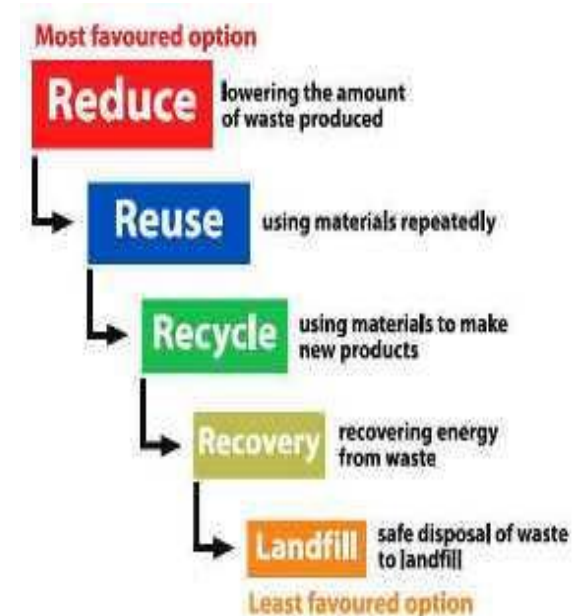 Most favoured option
Reduce
lowering the amount
of waste produced
Reuse
using materials repeatedly
Recycle
using materials to make
new products
Recovery
recovering energy
from waste
Landfill
safe disposal of waste
to landfill
Least favoured option